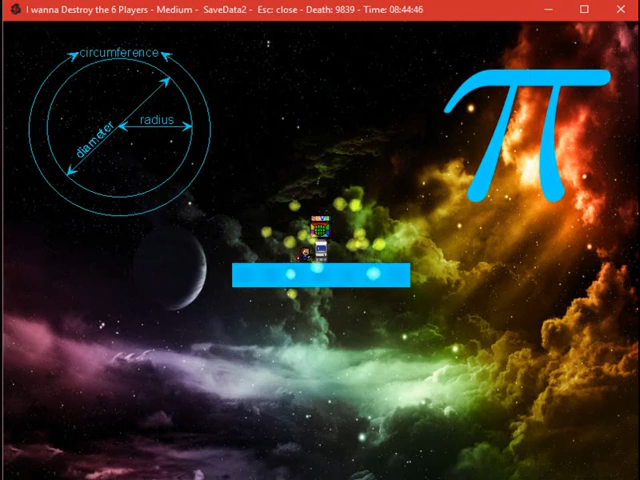 I wanna Destroy the 6 Players - Medium - SaveData2 - Esc: close - Death: 9839 - Time: 08:44:46
circumference
radius
diameter
π